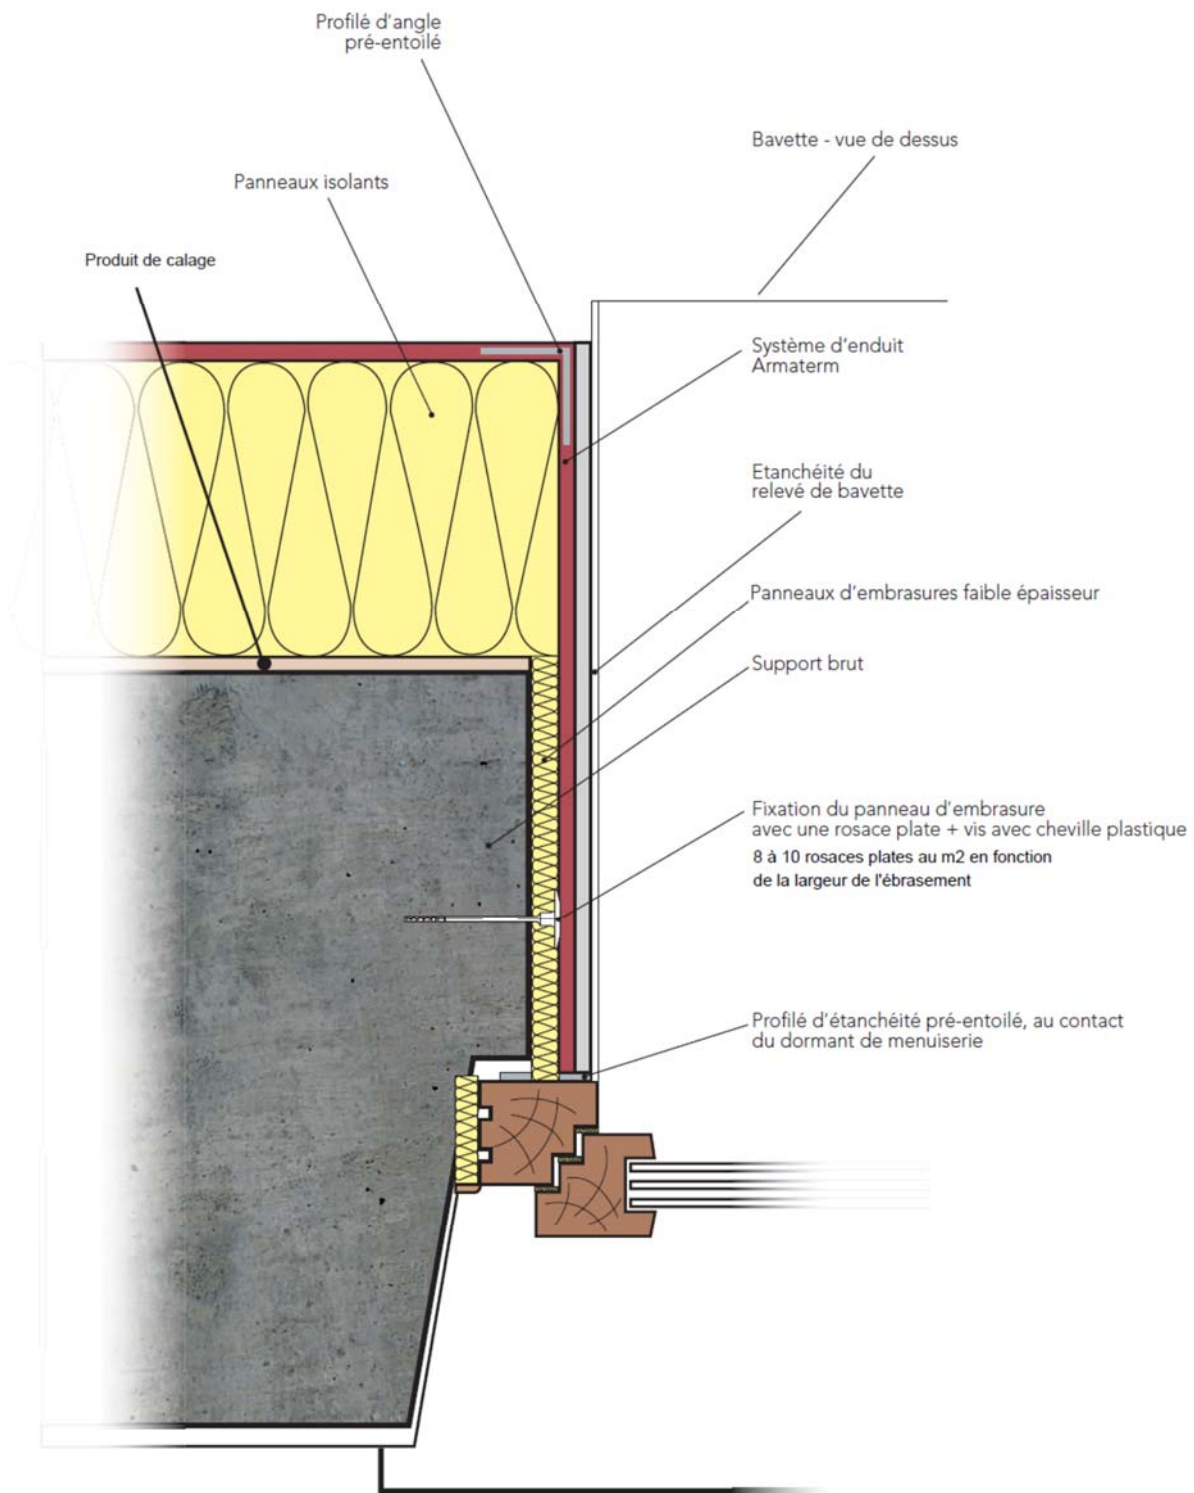 Profilé d'angle
pré-entoilé
Bavette - vue de dessus
Panneaux isolants
Produit de calage
Système d'enduit
Armaterm
Etanchéité du
relevé de bavette
Panneaux d'embrasures faible épaisseur
Support brut
Fixation du panneau d'embrasure
avec une rosace plate + vis avec cheville plastique
8 à 10 rosaces plates au m2 en fonction
de la largeur de l'ébrasement
Profilé d'étanchéité pré-entoilé, au contact
du dormant de menuiserie